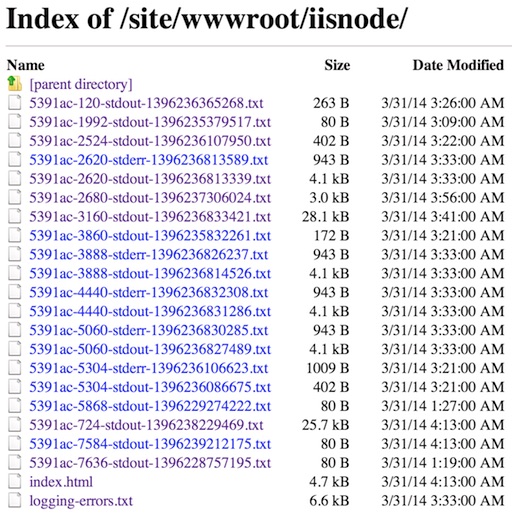 Index of /site/wwwroot/iisnode/
Name Size Date Modified
[parent directory]
5391ac-120-stdout-1396236365268.txt 263 B 3/31/14 3:26:00 AM
5391ac-1992-stdout-1396235379517.txt 80 B 3/31/14 3:09:00 AM
5391ac-2524-stdout-1396236107950.txt 402 B 3/31/14 3:22:00 AM
5391ac-2620-stderr-1396236813589.txt 943 B 3/31/14 3:33:00 AM
5391ac-2620-stdout-1396236813339.txt 4.1 kB 3/31/14 3:33:00 AM
5391ac-2680-stdout-1396237306024.txt 3.0 kB 3/31/14 3:56:00 AM
5391ac-3160-stdout-1396236833421.txt 28.1 kB 3/31/14 3:41:00 AM
5391ac-3860-stdout-1396235832261.txt 172 B 3/31/14 3:21:00 AM
5391ac-3888-stderr-1396236826237.txt 943 B 3/31/14 3:33:00 AM
5391ac-3888-stdout-1396236814526.txt 4.1 kB 3/31/14 3:33:00 AM
5391ac-4440-stderr-1396236832308.txt 943 B 3/31/14 3:33:00 AM
5391ac-4440-stdout-1396236831286.txt 4.1 kB 3/31/14 3:33:00 AM
5391ac-5060-stderr-1396236830285.txt 943 B 3/31/14 3:33:00 AM
5391ac-5060-stdout-1396236827489.txt 4.1 kB 3/31/14 3:33:00 AM
5391ac-5304-stderr-1396236106623.txt 1009 B 3/31/14 3:21:00 AM
5391ac-5304-stdout-1396236086675.txt 402 B 3/31/14 3:21:00 AM
5391ac-5868-stdout-1396229274222.txt 80 B 3/31/14 1:27:00 AM
5391ac-724-stdout-1396238229469.txt 25.7 kB 3/31/14 4:13:00 AM
5391ac-7584-stdout-1396239212175.txt 80 B 3/31/14 4:13:00 AM
5391ac-7636-stdout-1396228757195.txt 80 B 3/31/14 1:19:00 AM
index.html 4.7 kB 3/31/14 4:13:00 AM
logging-errors.txt 6.6 kB 3/31/14 3:33:00 AM